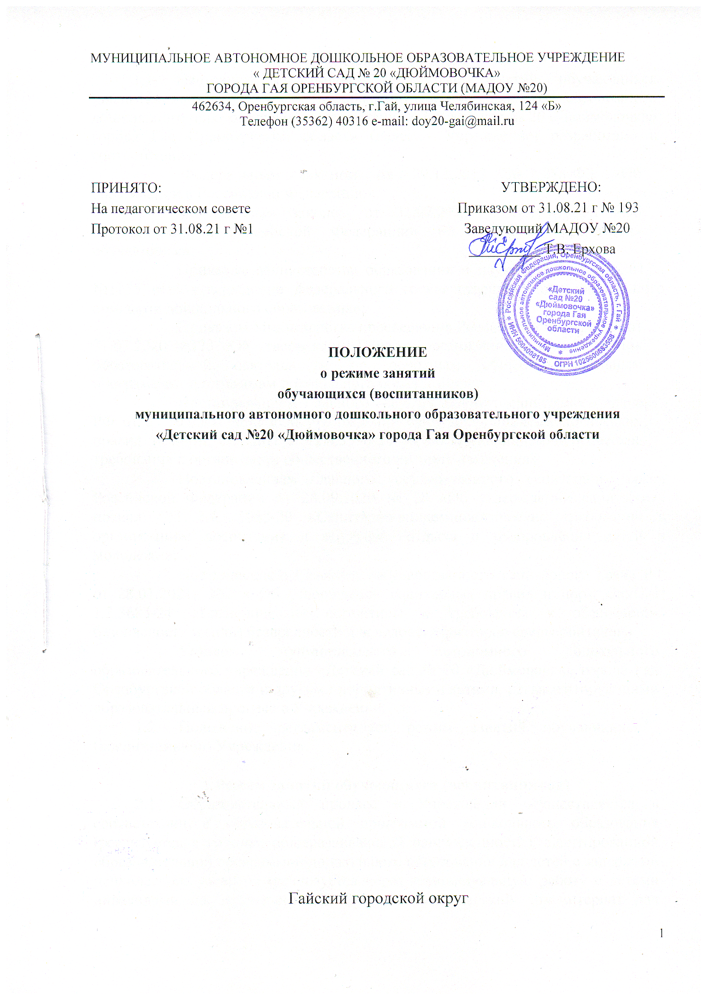 МУНИЦИПАЛЬНОЕ АВТОНОМНОЕ ДОШКОЛЬНОЕ ОБРАЗОВАТЕЛЬНОЕ УЧРЕЖДЕНИЕ
« ДЕТСКИЙ САД № 20 «ДЮЙМОВОЧКА»
ГОРОДА ГАЯ ОРЕНБУРГСКОЙ ОБЛАСТИ (МАДОУ №20)
462634, Оренбургская область, г.Гай, улица Челябинская, 124 «Б»
Телефон (35362) 40316 e-mail: doy20-gai@mail.ru
ПРИНЯТО:
На педагогическом совете
Протокол от 31.08.21 г №1
УТВЕРЖДЕНО:
Приказом от 31.08.21 г № 193
Заведующий МАДОУ №20
Т.В. Ерхова
* Российская Федерация, Оренбургская область, г. Гай *
ОГРН 1025600683558
ИНН
Муниципальное автономное дошкольное образовательное учреждение *
«Детский
сад №20
«Дюймовочка»
города Гая
Оренбургской
области
ПОЛОЖЕНИЕ
о режиме занятий
обучающихся (воспитанников)
муниципального автономного дошкольного образовательного учреждения
«Детский сад №20 «Дюймовочка» города Гая Оренбургской области
Гайский городской округ
1